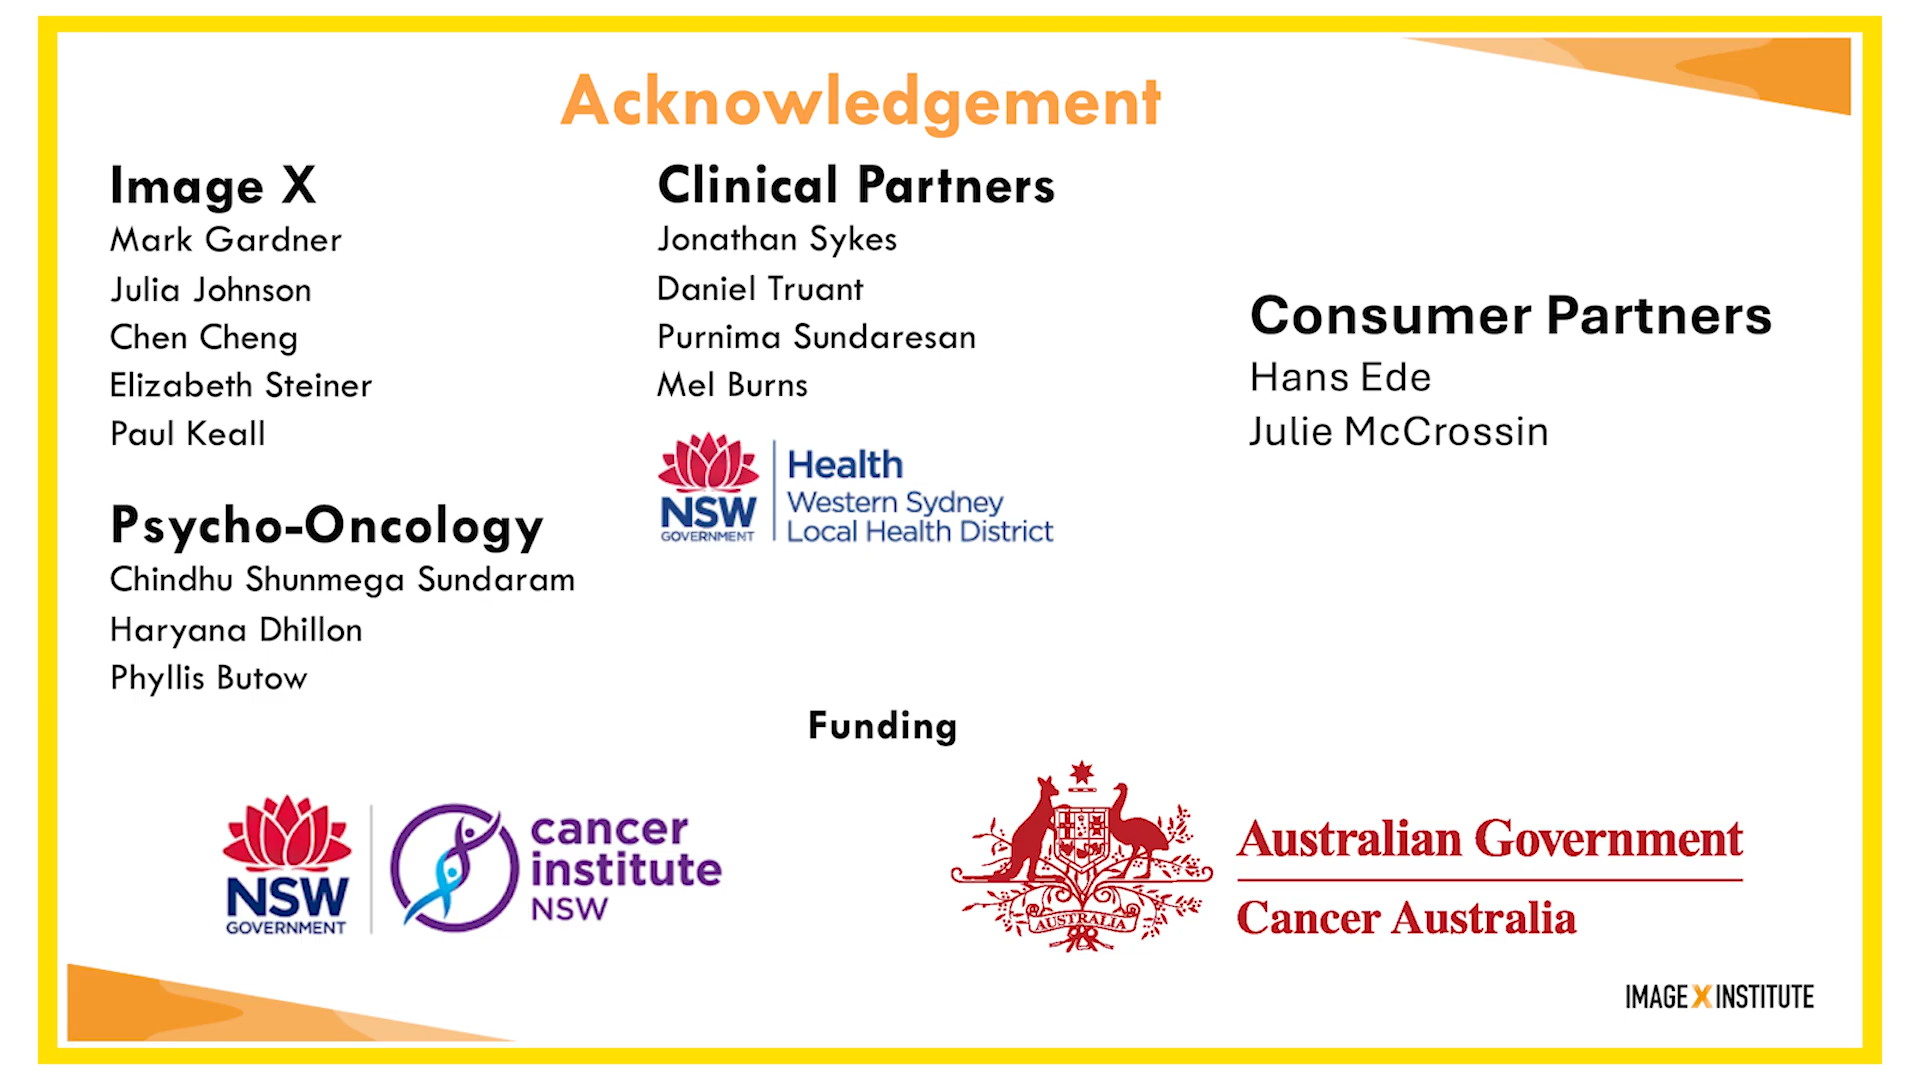 Acknowledgement
Image X
Mark Gardner
Julia Johnson
Chen Cheng
Elizabeth Steiner
Paul Keall
Psycho-Oncology
Chindhu Shunmega Sundaram
Haryana Dhillon
Phyllis Butow
Clinical Partners
Jonathan Sykes
Daniel Truant
Purnima Sundaresan
Mel Burns
NSW
GOVERNMENT
Health
Western Sydney
Local Health District
Consumer Partners
Hans Ede
Julie McCrossin
Funding
NSW
GOVERNMENT
cancer
institute
NSW
AUSTRALIA
Australian Government
Cancer Australia
IMAGE X INSTITUTE